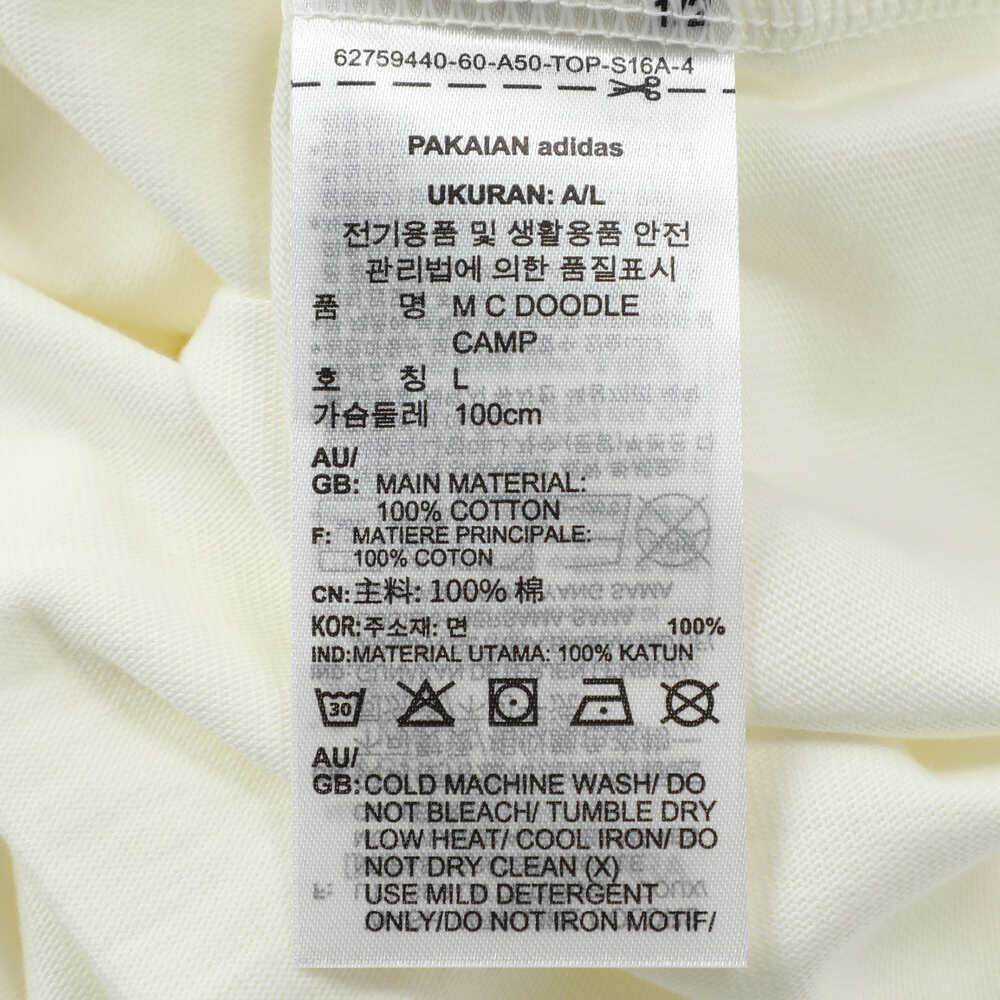 62759440-60-A50-TOP-S16A-4
PAKAIAN adidas
UKURAN: A/L
전기용품 및 생활용품 안전
관리법에 의한 품질표시
품 명 M C DOODLE
CAMP
호 칭 L
가슴둘레 100cm
AU/
GB: MAIN MATERIAL:
100% COTTON
F: MATIERE PRINCIPALE:
100% COTON
CN: 主料: 100% 棉
KOR: 주소재: 면 100%
IND: MATERIAL UTAMA: 100% KATUN
30
AU/
GB: COLD MACHINE WASH/ DO
NOT BLEACH/ TUMBLE DRY
LOW HEAT/ COOL IRON/ DO
NOT DRY CLEAN (X)
USE MILD DETERGENT
ONLY/DO NOT IRON MOTIF/